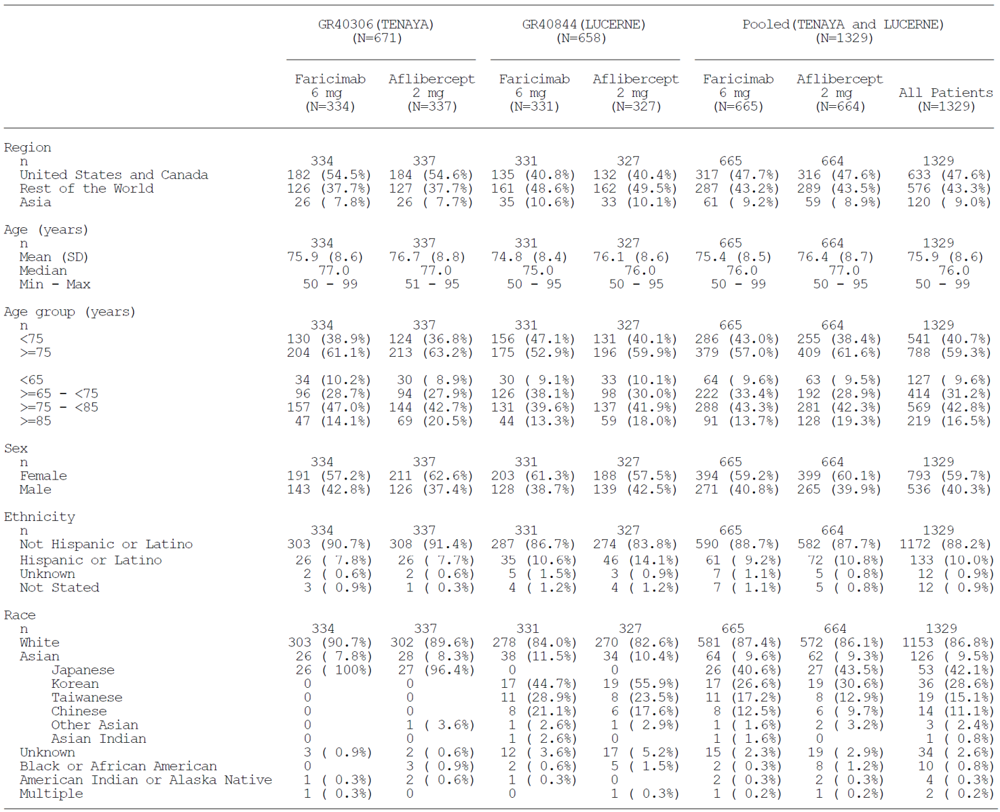 GR40306(TENAYA) GR40844(LUCERNE) Pooled(TENAYA and LUCERNE)
(N=671) (N=658) (N=1329)
Faricimab Aflibercept Faricimab Aflibercept Faricimab Aflibercept
6 mg 2 mg 6 mg 2 mg 6 mg 2 mg All Patients
(N=334) (N=337) (N=331) (N=327) (N=665) (N=664) (N=1329)
Region
n 334 337 331 327 665 664 1329
United States and Canada 182 (54.5%) 184 (54.6%) 135 (40.8%) 132 (40.4%) 317 (47.7%) 316 (47.6%) 633 (47.6%)
Rest of the World 126 (37.7%) 127 (37.7%) 161 (48.6%) 162 (49.5%) 287 (43.2%) 289 (43.5%) 576 (43.3%)
Asia 26 ( 7.8%) 26 ( 7.7%) 35 (10.6%) 33 (10.1%) 61 ( 9.2%) 59 ( 8.9%) 120 ( 9.0%)
Age (years)
n 334 337 331 327 665 664 1329
Mean (SD) 75.9 (8.6) 76.7 (8.8) 74.8 (8.4) 76.1 (8.6) 75.4 (8.5) 76.4 (8.7) 75.9 (8.6)
Median 77.0 77.0 75.0 76.0 76.0 77.0 76.0
Min - Max 50 - 99 51 - 95 50 - 95 50 - 95 50 - 99 50 - 95 50 - 99
Age group (years)
n 334 337 331 327 665 664 1329
<75 130 (38.9%) 124 (36.8%) 156 (47.1%) 131 (40.1%) 286 (43.0%) 255 (38.4%) 541 (40.7%)
>=75 204 (61.1%) 213 (63.2%) 175 (52.9%) 196 (59.9%) 379 (57.0%) 409 (61.6%) 788 (59.3%)
<65 34 (10.2%) 30 ( 8.9%) 30 ( 9.1%) 33 (10.1%) 64 ( 9.6%) 63 ( 9.5%) 127 ( 9.6%)
>=65 - <75 96 (28.7%) 94 (27.9%) 126 (38.1%) 98 (30.0%) 222 (33.4%) 192 (28.9%) 414 (31.2%)
>=75 - <85 157 (47.0%) 144 (42.7%) 131 (39.6%) 137 (41.9%) 288 (43.3%) 281 (42.3%) 569 (42.8%)
>=85 47 (14.1%) 69 (20.5%) 44 (13.3%) 59 (18.0%) 91 (13.7%) 128 (19.3%) 219 (16.5%)
Sex
n 334 337 331 327 665 664 1329
Female 191 (57.2%) 211 (62.6%) 203 (61.3%) 188 (57.5%) 394 (59.2%) 399 (60.1%) 793 (59.7%)
Male 143 (42.8%) 126 (37.4%) 128 (38.7%) 139 (42.5%) 271 (40.8%) 265 (39.9%) 536 (40.3%)
Ethnicity
n 334 337 331 327 665 664 1329
Not Hispanic or Latino 303 (90.7%) 308 (91.4%) 287 (86.7%) 274 (83.8%) 590 (88.7%) 582 (87.7%) 1172 (88.2%)
Hispanic or Latino 26 ( 7.8%) 26 ( 7.7%) 35 (10.6%) 46 (14.1%) 61 ( 9.2%) 72 (10.8%) 133 (10.0%)
Unknown 2 ( 0.6%) 2 ( 0.6%) 5 ( 1.5%) 3 ( 0.9%) 7 ( 1.1%) 5 ( 0.8%) 12 ( 0.9%)
Not Stated 3 ( 0.9%) 1 ( 0.3%) 4 ( 1.2%) 4 ( 1.2%) 7 ( 1.1%) 5 ( 0.8%) 12 ( 0.9%)
Race
n 334 337 331 327 665 664 1329
White 303 (90.7%) 302 (89.6%) 278 (84.0%) 270 (82.6%) 581 (87.4%) 572 (86.1%) 1153 (86.8%)
Asian 26 ( 7.8%) 28 ( 8.3%) 38 (11.5%) 34 (10.4%) 64 ( 9.6%) 62 ( 9.3%) 126 ( 9.5%)
Japanese 26 ( 100%) 27 (96.4%) 0 0 26 (40.6%) 27 (43.5%) 53 (42.1%)
Korean 0 0 17 (44.7%) 19 (55.9%) 17 (26.6%) 19 (30.6%) 36 (28.6%)
Taiwanese 0 0 11 (28.9%) 8 (23.5%) 11 (17.2%) 8 (12.9%) 19 (15.1%)
Chinese 0 0 8 (21.1%) 6 (17.6%) 8 (12.5%) 6 ( 9.7%) 14 (11.1%)
Other Asian 0 1 ( 3.6%) 1 ( 2.6%) 1 ( 2.9%) 1 ( 1.6%) 2 ( 3.2%) 3 ( 2.4%)
Asian Indian 0 0 1 ( 2.6%) 0 1 ( 1.6%) 0 1 ( 0.8%)
Unknown 3 ( 0.9%) 2 ( 0.6%) 12 ( 3.6%) 17 ( 5.2%) 15 ( 2.3%) 19 ( 2.9%) 34 ( 2.6%)
Black or African American 0 3 ( 0.9%) 2 ( 0.6%) 5 ( 1.5%) 2 ( 0.3%) 8 ( 1.2%) 10 ( 0.8%)
American Indian or Alaska Native 1 ( 0.3%) 2 ( 0.6%) 1 ( 0.3%) 0 2 ( 0.3%) 2 ( 0.3%) 4 ( 0.3%)
Multiple 1 ( 0.3%) 0 0 1 ( 0.3%) 1 ( 0.2%) 1 ( 0.2%) 2 ( 0.2%)